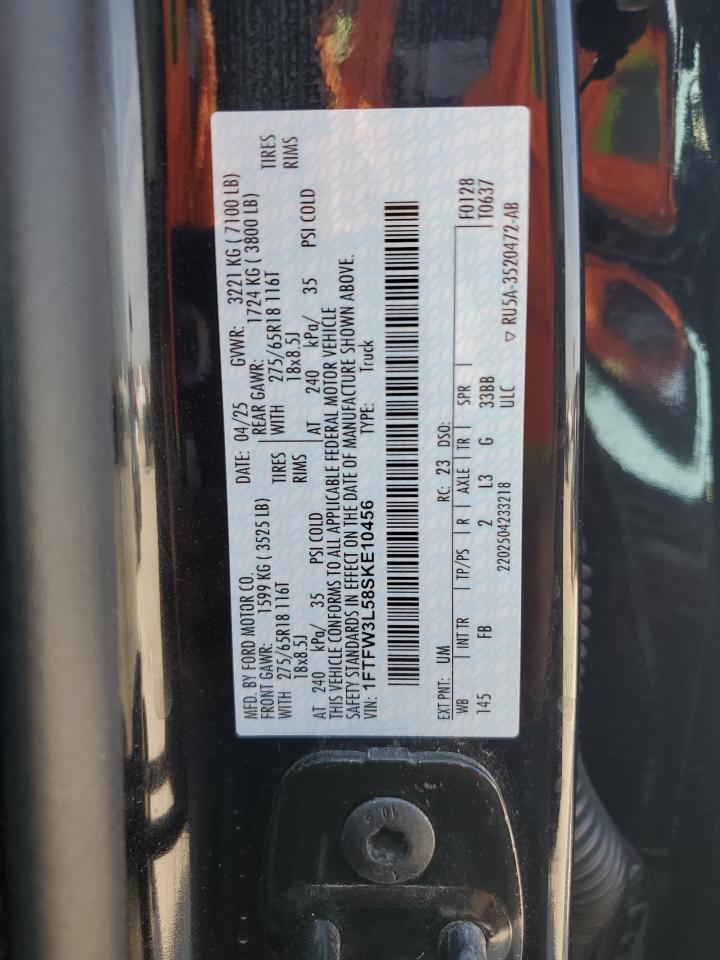 MFD. BY FORD MOTOR CO. DATE: 04/25 GVWR: 3221 KG ( 7100 LB)
FRONT GAWR: 1599 KG ( 3525 LB) REAR GAWR: 1724 KG ( 3800 LB)
WITH 275/65R18 116T TIRES WITH 275/65R18 116T TIRES
18x8.5J RIMS 18x8.5J RIMS
AT 240 kPa/ 35 PSI COLD AT 240 kPa/ 35 PSI COLD
THIS VEHICLE CONFORMS TO ALL APPLICABLE FEDERAL MOTOR VEHICLE
SAFETY STANDARDS IN EFFECT ON THE DATE OF MANUFACTURE SHOWN ABOVE.
VIN: 1FTFW3L58SKE10456 TYPE: Truck
EXT PNT: UM RC: 23 DSO: F0128
WB INT TR TP/PS R AXLE TR SPR T0637
145 FB 2 L3 G 33BB
2202504233218 ULC
▽ RU5A-3520472-AB